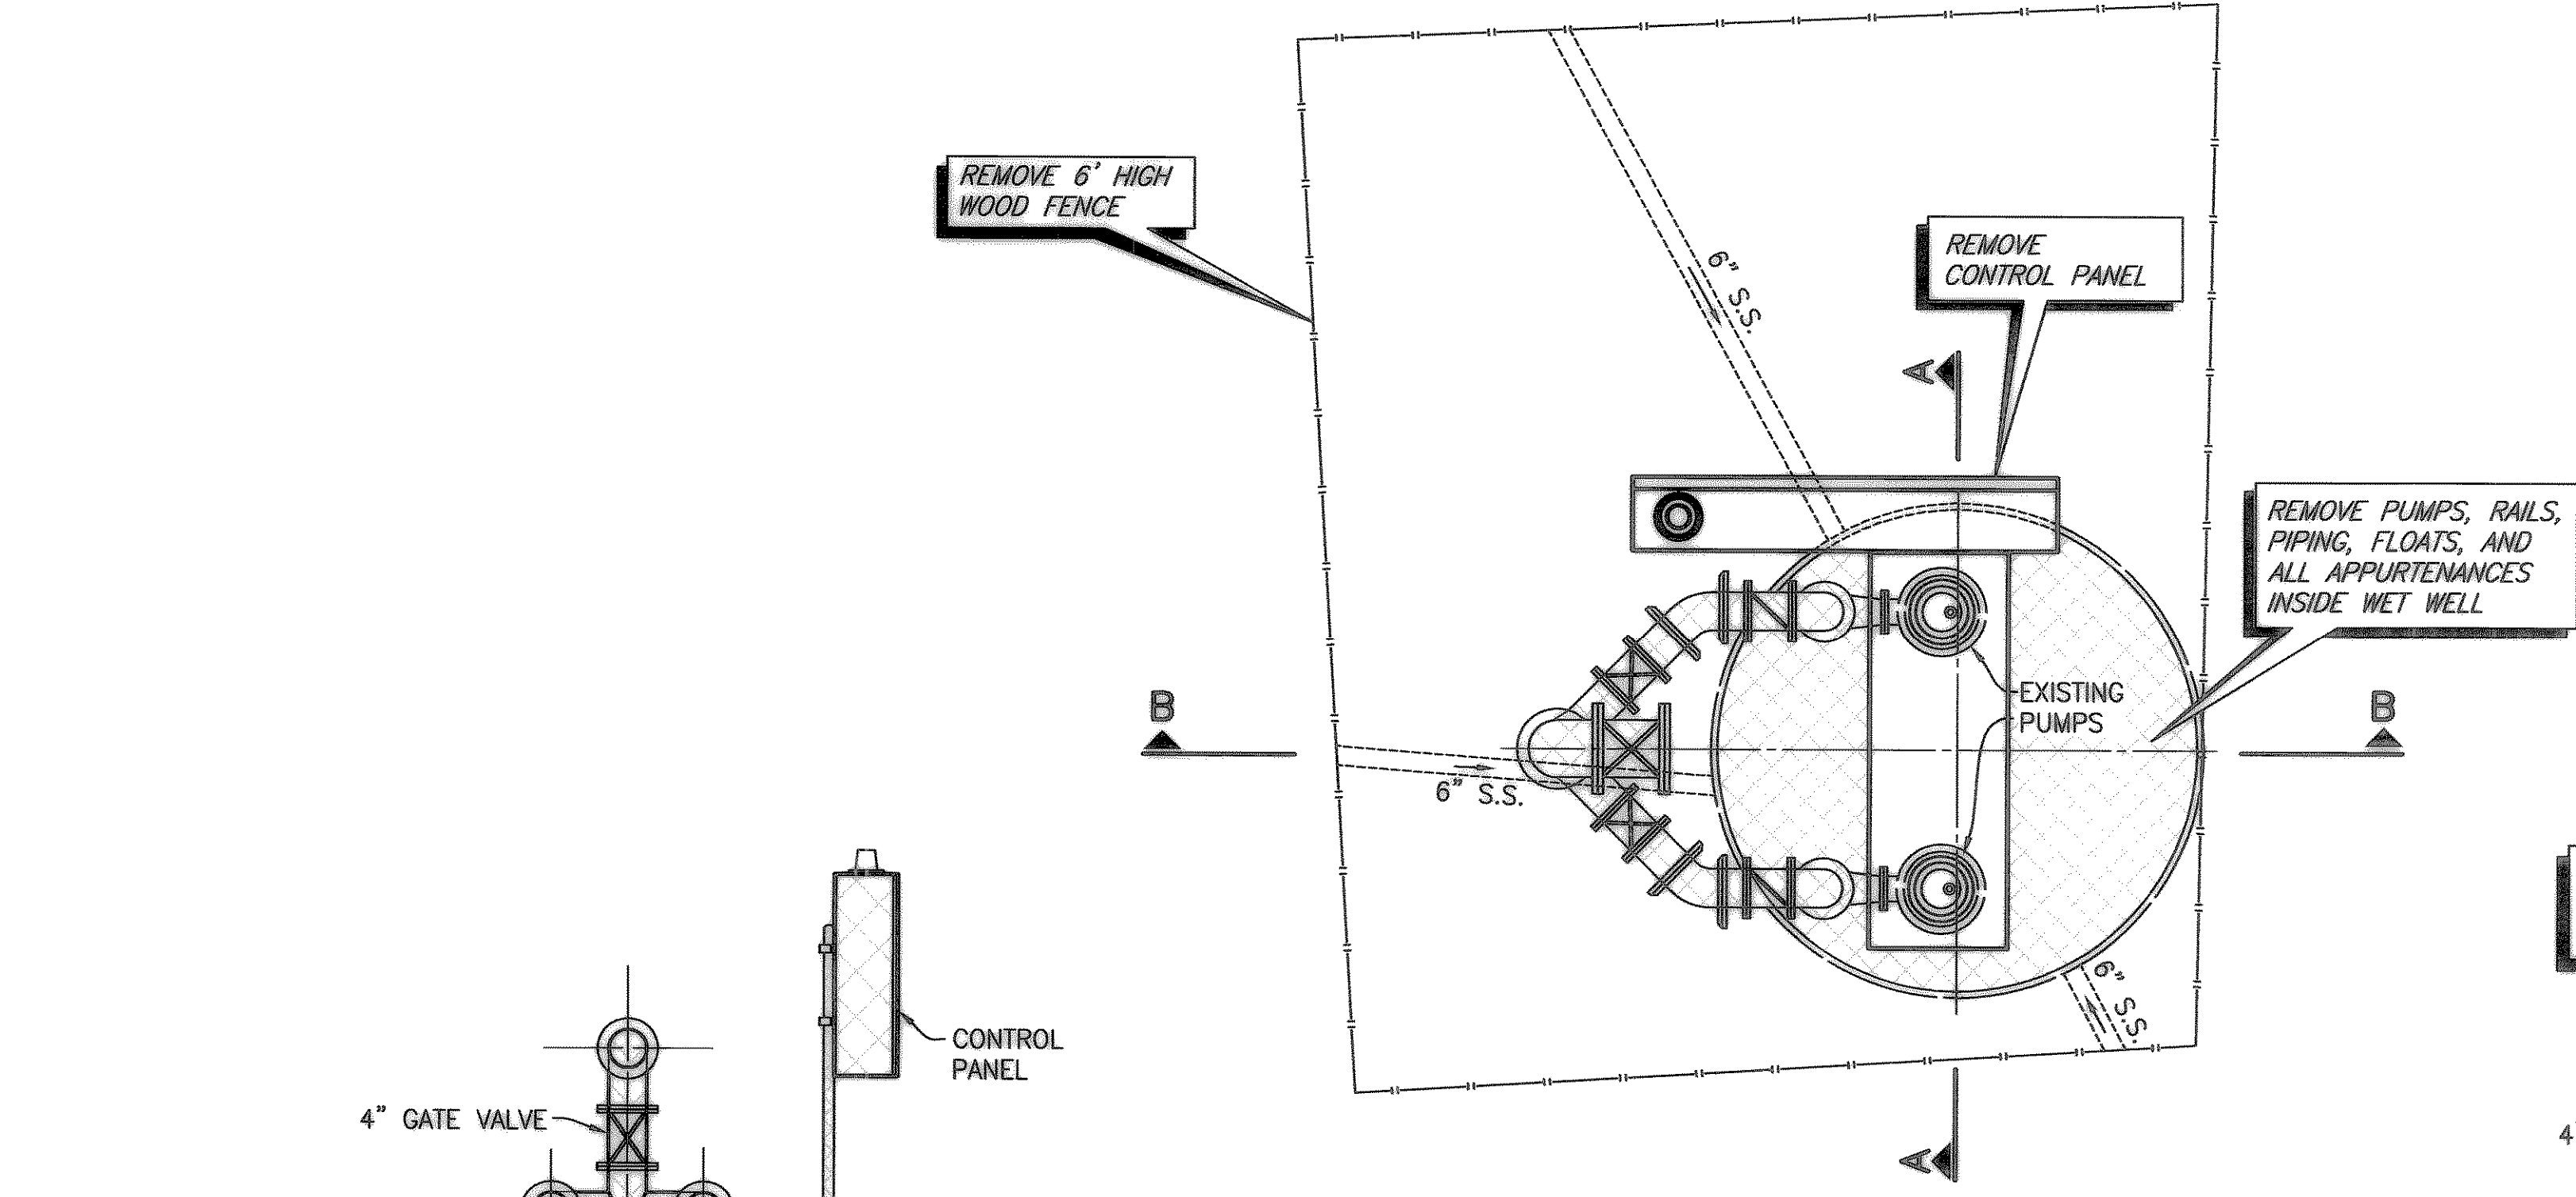 REMOVE 6' HIGH
WOOD FENCE
6" S.S.
REMOVE
CONTROL PANEL
A
REMOVE PUMPS, RAILS,
PIPING, FLOATS, AND
ALL APPURTENANCES
INSIDE WET WELL
EXISTING
PUMPS
B
B
6" S.S.
6" S.S.
CONTROL
PANEL
4" GATE VALVE
A
4